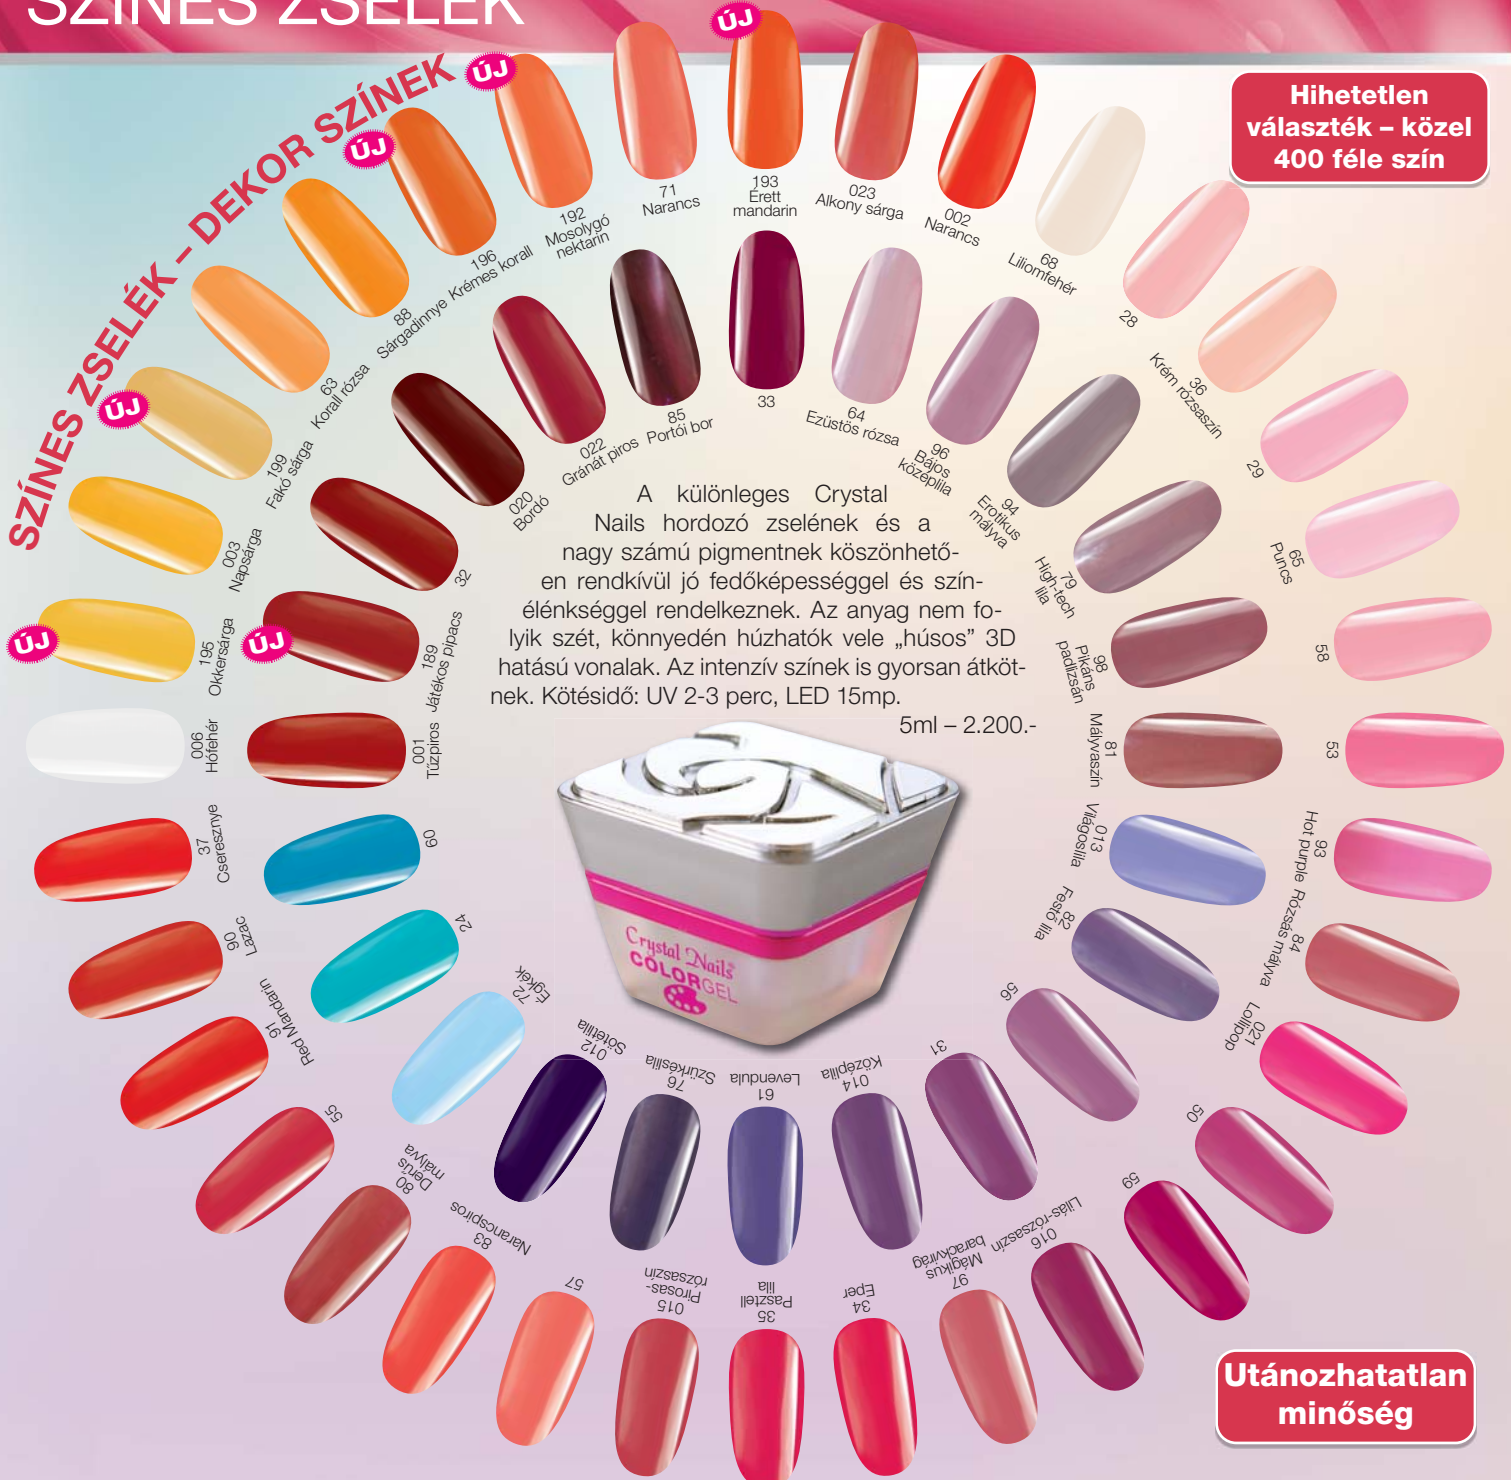 SZÍNES ZSELÉK
SZÍNES ZSELÉK – DEKOR SZÍNEK
Hihetetlen
választék – közel
400 féle szín
ÚJ
ÚJ
ÚJ
ÚJ
ÚJ
ÚJ
71
Narancs
193
Érett
mandarin
023
Alkony sárga
002
Narancs
68
Liliomfehér
28
36
Krém rózsaszín
29
65
Puncs
58
53
93
Hot purple
84
Rózsás mályva
021
Lollipop
50
59
016
Lilás-rózsaszín
97
Mágikus
barackvirág
34
Eper
35
Pasztell
lila
015
Pirosas-
rózsaszín
57
83
Narancspiros
80
Derűs
mályva
55
91
Red Mandarin
90
Lazac
37
Cseresznye
006
Hófehér
195
Okkersárga
003
Napsárga
199
Fakó sárga
63
Korall rózsa
88
Sárgadinnye
196
Krémes korall
192
Mosolygó
nektarin
33
64
Ezüstös rózsa
96
Bájos
középlila
94
Erotikus
mályva
79
High-tech
lila
98
Pikáns
padlizsán
81
Mályvaszín
013
Világoslila
82
Festő lila
56
31
014
Középlila
61
Levendula
76
Szürkéslila
012
Sötétlila
72
Égkék
24
60
001
Tűzpiros
189
Játékos pipacs
32
020
Bordó
022
Gránát piros
85
Portói bor
A különleges Crystal
Nails hordozó zselének és a
nagy számú pigmentnek köszönhető-
en rendkívül jó fedőképességgel és szín-
élénkséggel rendelkeznek. Az anyag nem fo-
lyik szét, könnyedén húzhatók vele „húsos” 3D
hatású vonalak. Az intenzív színek is gyorsan átköt-
nek. Kötésidő: UV 2-3 perc, LED 15mp.
5ml – 2.200.-
Crystal Nails®
COLORGEL
Utánozhatatlan
minőség